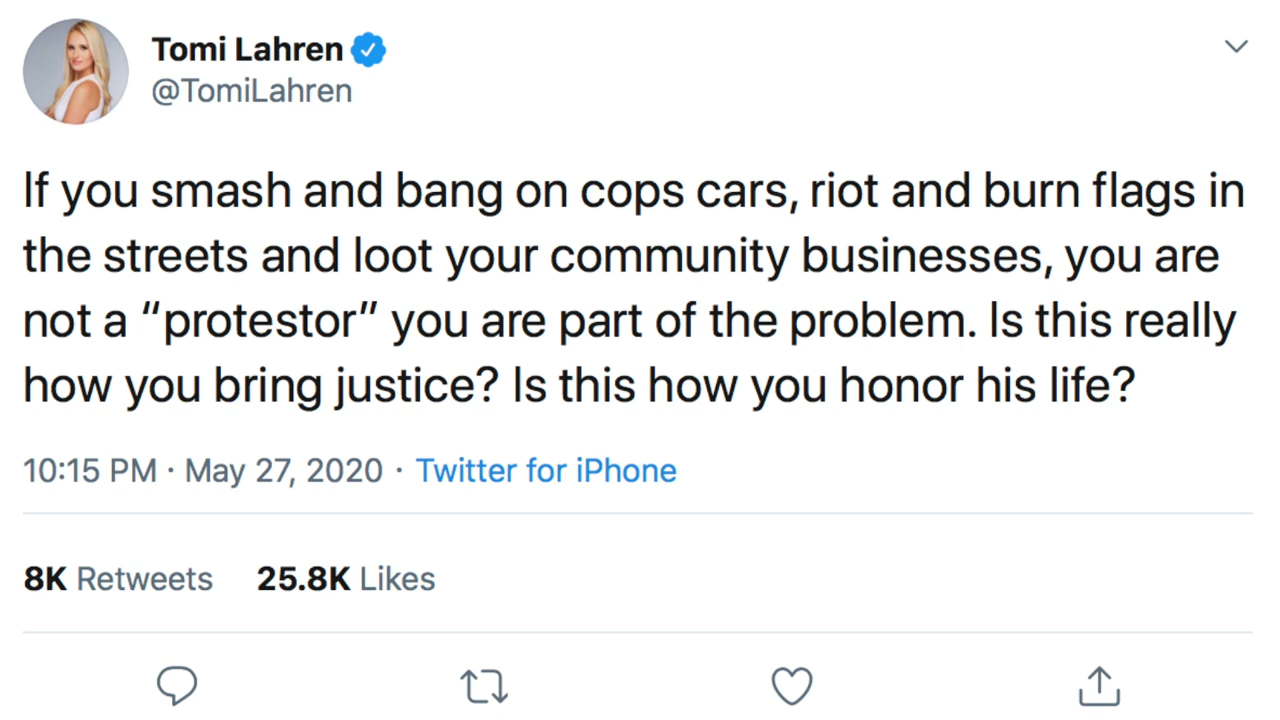 Tomi Lahren
@TomiLahren
If you smash and bang on cops cars, riot and burn flags in
the streets and loot your community businesses, you are
not a “protestor” you are part of the problem. Is this really
how you bring justice? Is this how you honor his life?
10:15 PM · May 27, 2020 · Twitter for iPhone
8K Retweets 25.8K Likes